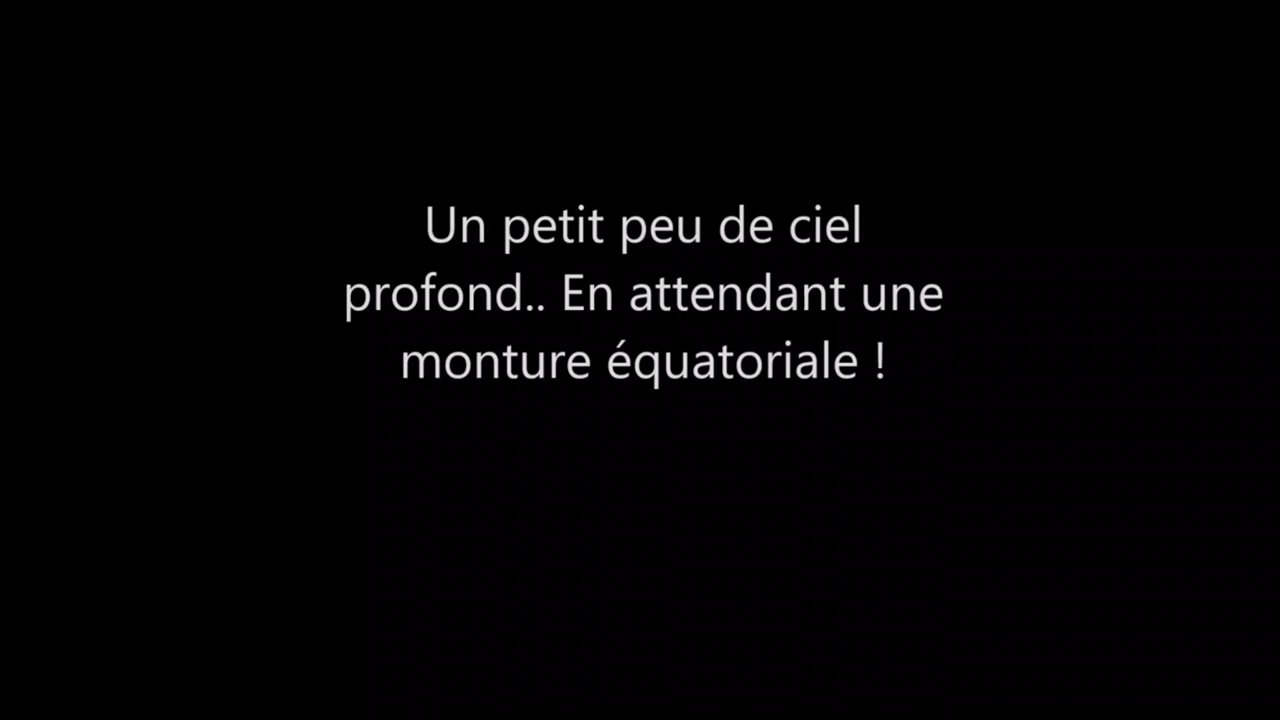 Un petit peu de ciel
profond.. En attendant une
monture équatoriale !